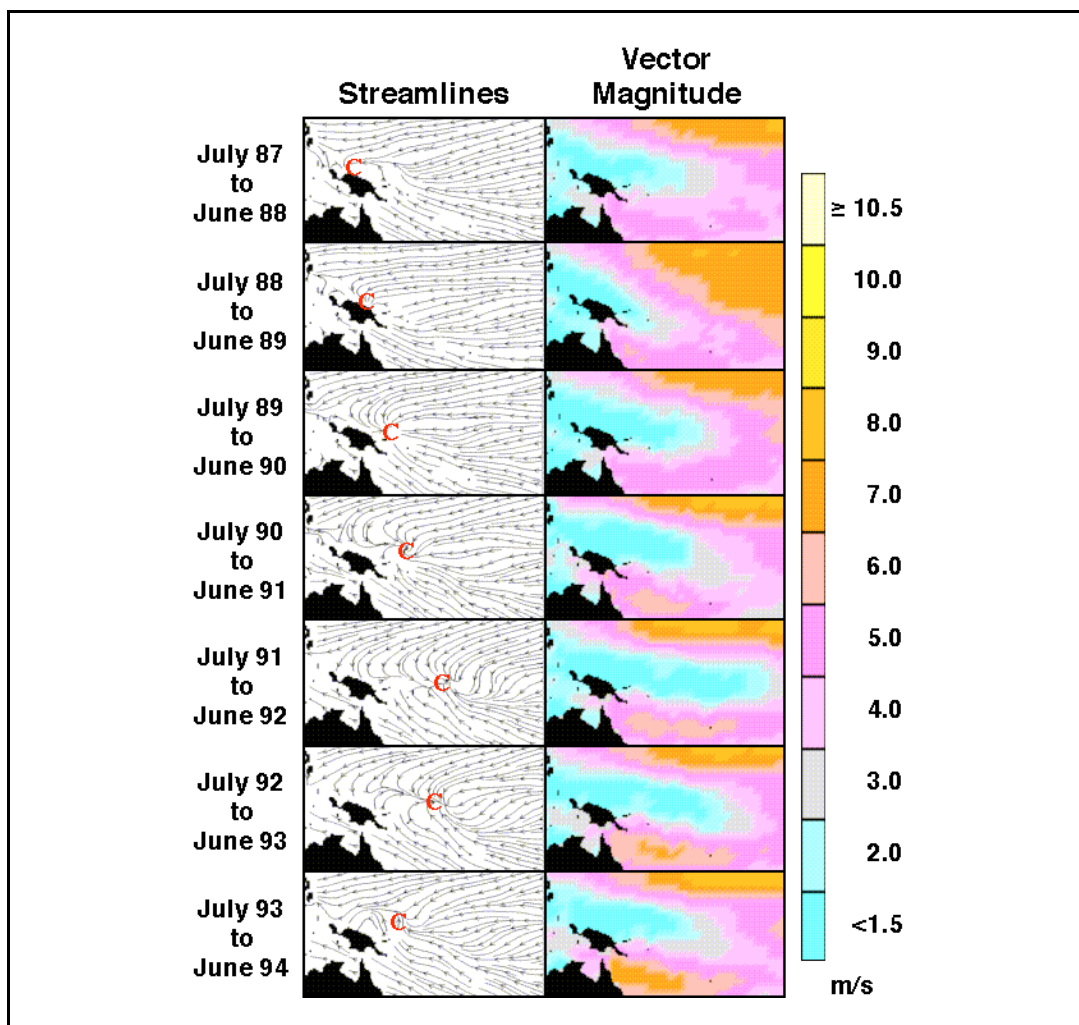 Streamlines
Vector
Magnitude
July 87
to
June 88
C
July 88
to
June 89
C
July 89
to
June 90
C
July 90
to
June 91
C
July 91
to
June 92
C
July 92
to
June 93
C
July 93
to
June 94
C
≥ 10.5
10.0
9.0
8.0
7.0
6.0
5.0
4.0
3.0
2.0
<1.5
m/s